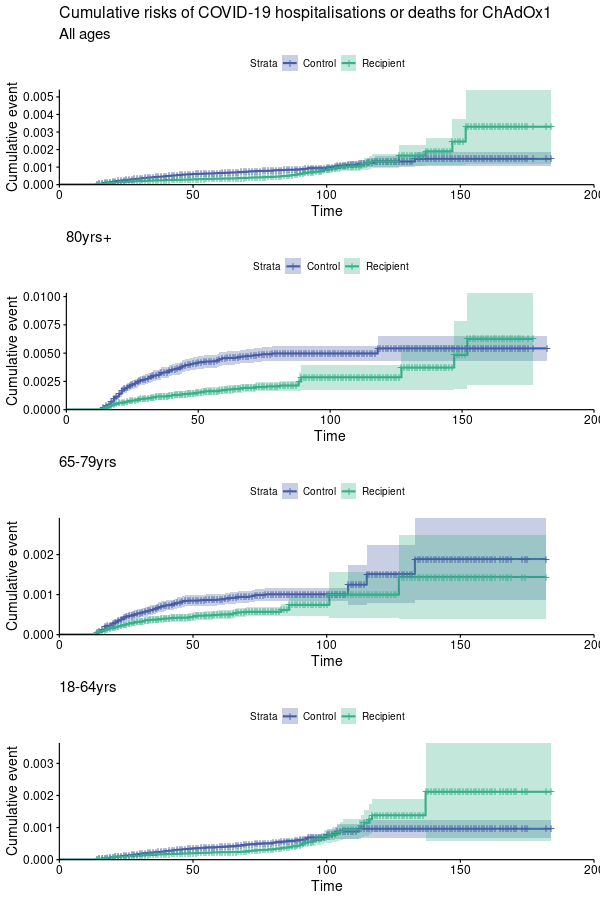 Cumulative risks of COVID-19 hospitalisations or deaths for ChAdOx1
All ages
Strata Control Recipient
Cumulative event
0.005
0.004
0.003
0.002
0.001
0.000
0 50 100 150 200
Time
80yrs+
Strata Control Recipient
Cumulative event
0.0100
0.0075
0.0050
0.0025
0.0000
0 50 100 150 200
Time
65-79yrs
Strata Control Recipient
Cumulative event
0.002
0.001
0.000
0 50 100 150 200
Time
18-64yrs
Strata Control Recipient
Cumulative event
0.003
0.002
0.001
0.000
0 50 100 150 200
Time